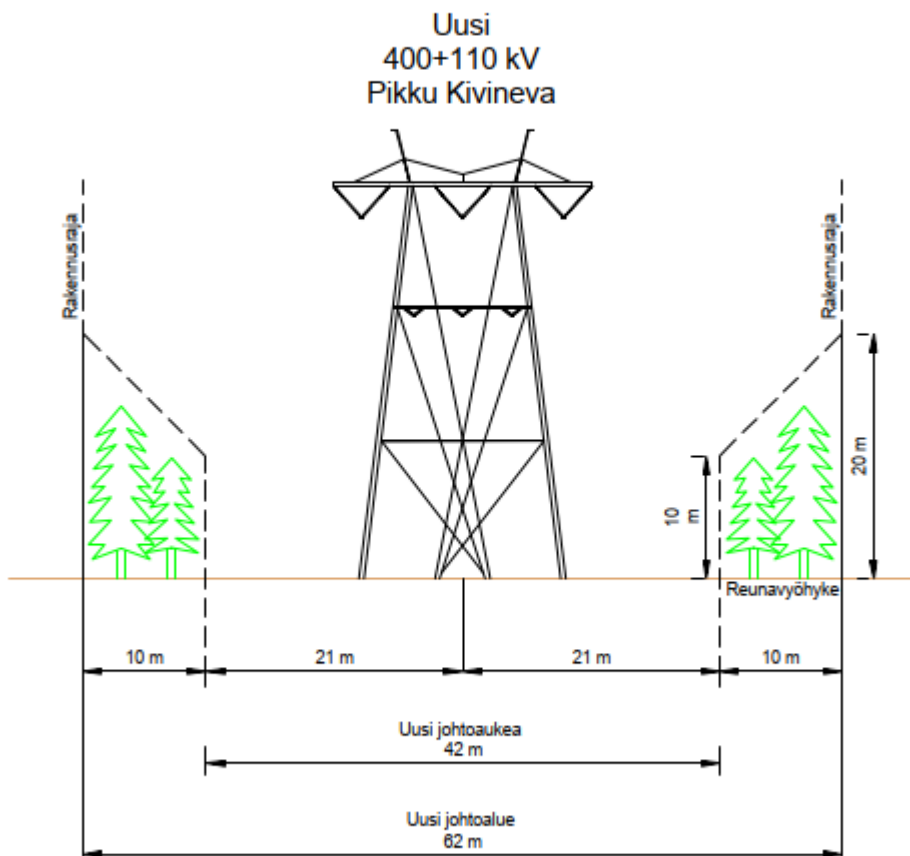 Uusi
400+110 kV
Pikku Kivineva
Rakennusraja
Rakennusraja
20 m
10
m
Reunavyöhyke
10 m
21 m
21 m
10 m
Uusi johtoaukea
42 m
Uusi johtoalue
62 m